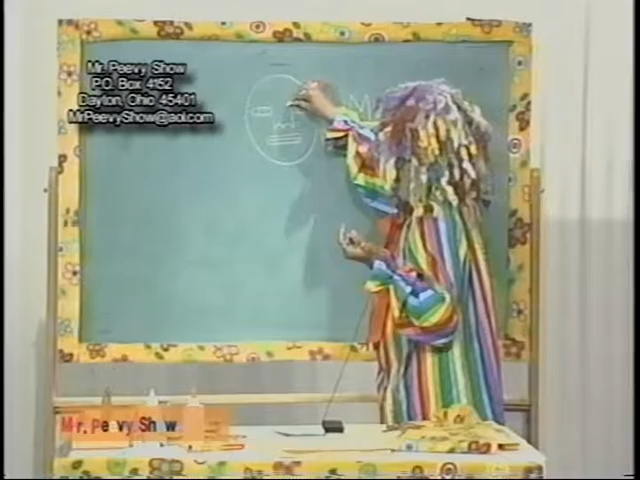 Mr. Peevy Show
P.O. Box 4152
Dayton, Ohio 45401
MrPeevyShow@aol.com
Mr. Peevy Show